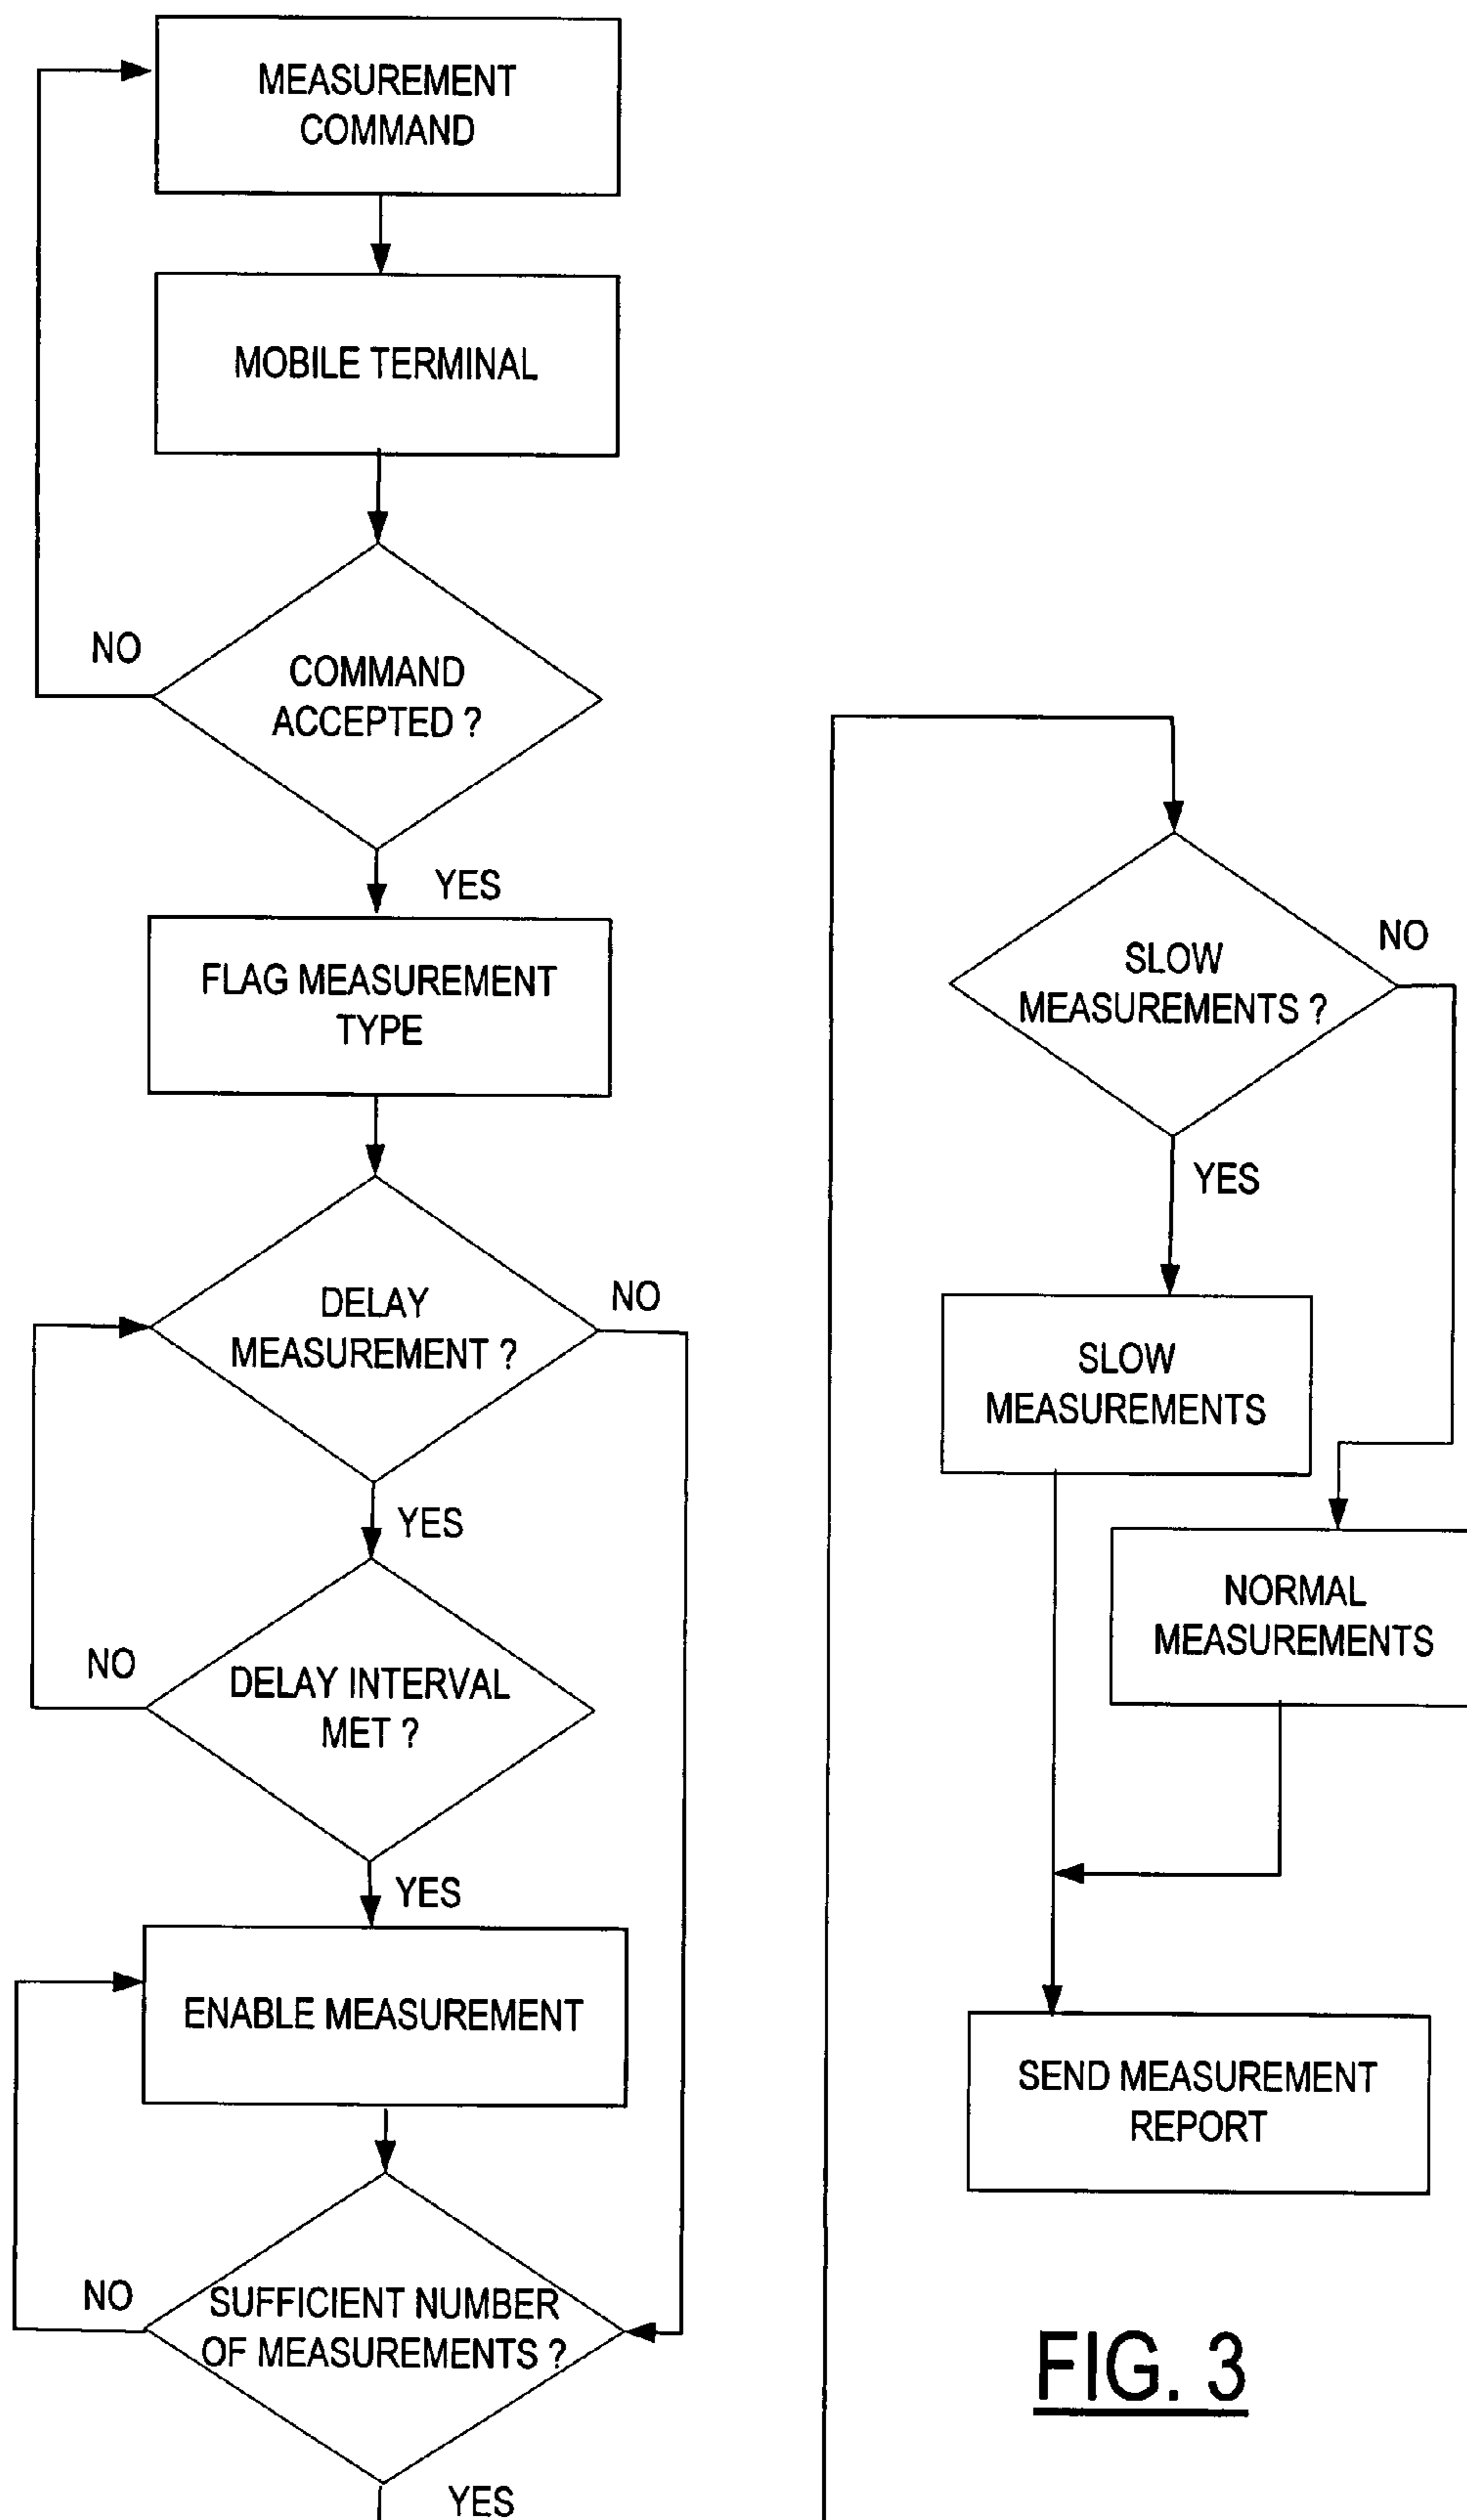 MEASUREMENT
COMMAND
MOBILE TERMINAL
NO
COMMAND
ACCEPTED ?
YES
FLAG MEASUREMENT
TYPE
DELAY
MEASUREMENT ?
NO
YES
NO
DELAY INTERVAL
MET ?
YES
ENABLE MEASUREMENT
NO
SUFFICIENT NUMBER
OF MEASUREMENTS ?
YES
SLOW
MEASUREMENTS ?
NO
YES
SLOW
MEASUREMENTS
NORMAL
MEASUREMENTS
SEND MEASUREMENT
REPORT
FIG. 3